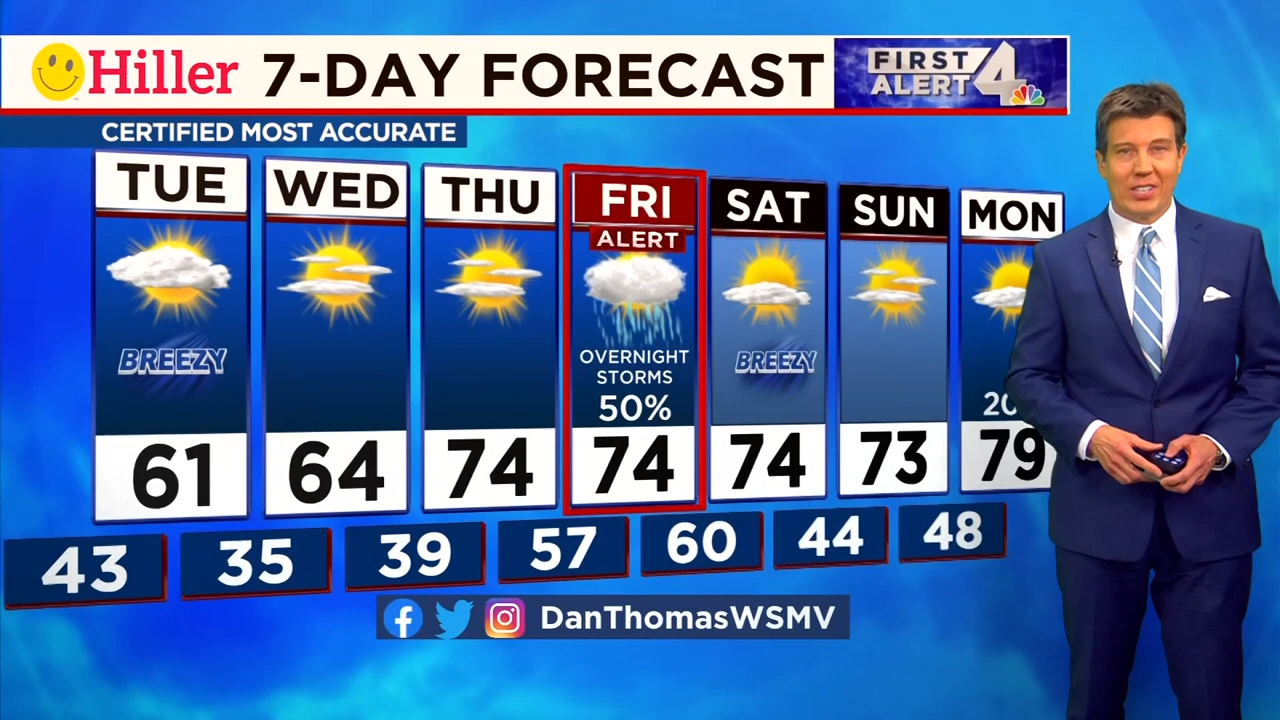 Hiller 7-DAY FORECAST
FIRST
ALERT 4
CERTIFIED MOST ACCURATE
TUE WED THU FRI SAT SUN MON
ALERT
BREEZY
OVERNIGHT
STORMS
BREEZY
50%
61 64 74 74 74 73 79
43 35 39 57 60 44 48
DanThomasWSMV